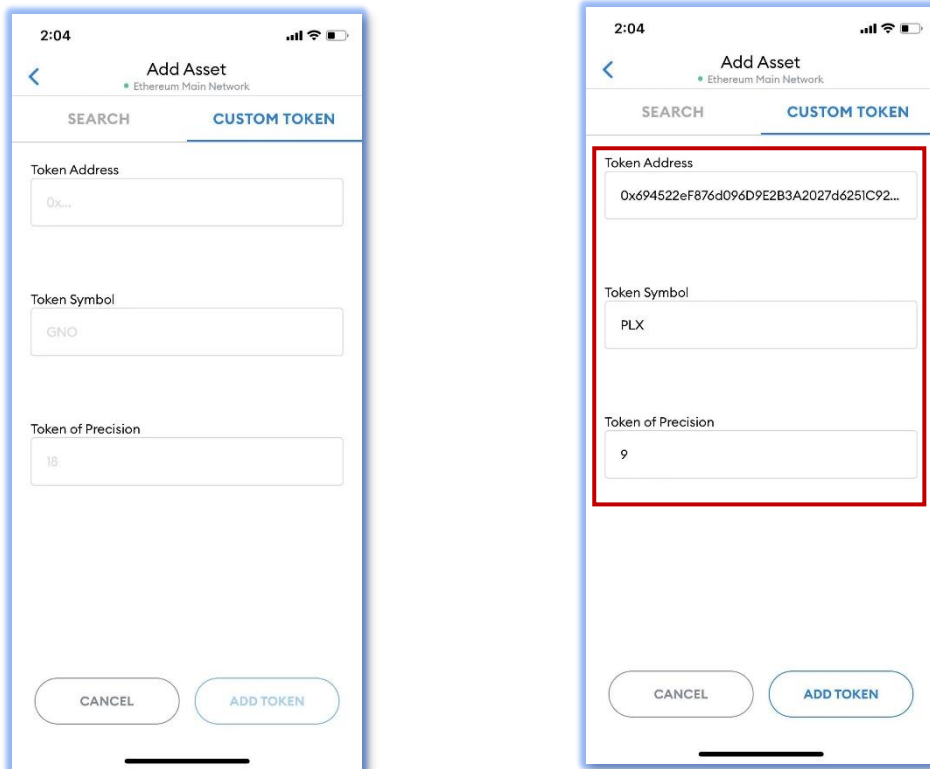 2:04
Add Asset
Ethereum Main Network
SEARCH CUSTOM TOKEN
Token Address
0x...
Token Symbol
GNO
Token of Precision
18
CANCEL ADD TOKEN
2:04
Add Asset
Ethereum Main Network
SEARCH CUSTOM TOKEN
Token Address
0x694522eF876d096D9E2B3A2027d6251C92...
Token Symbol
PLX
Token of Precision
9
CANCEL ADD TOKEN